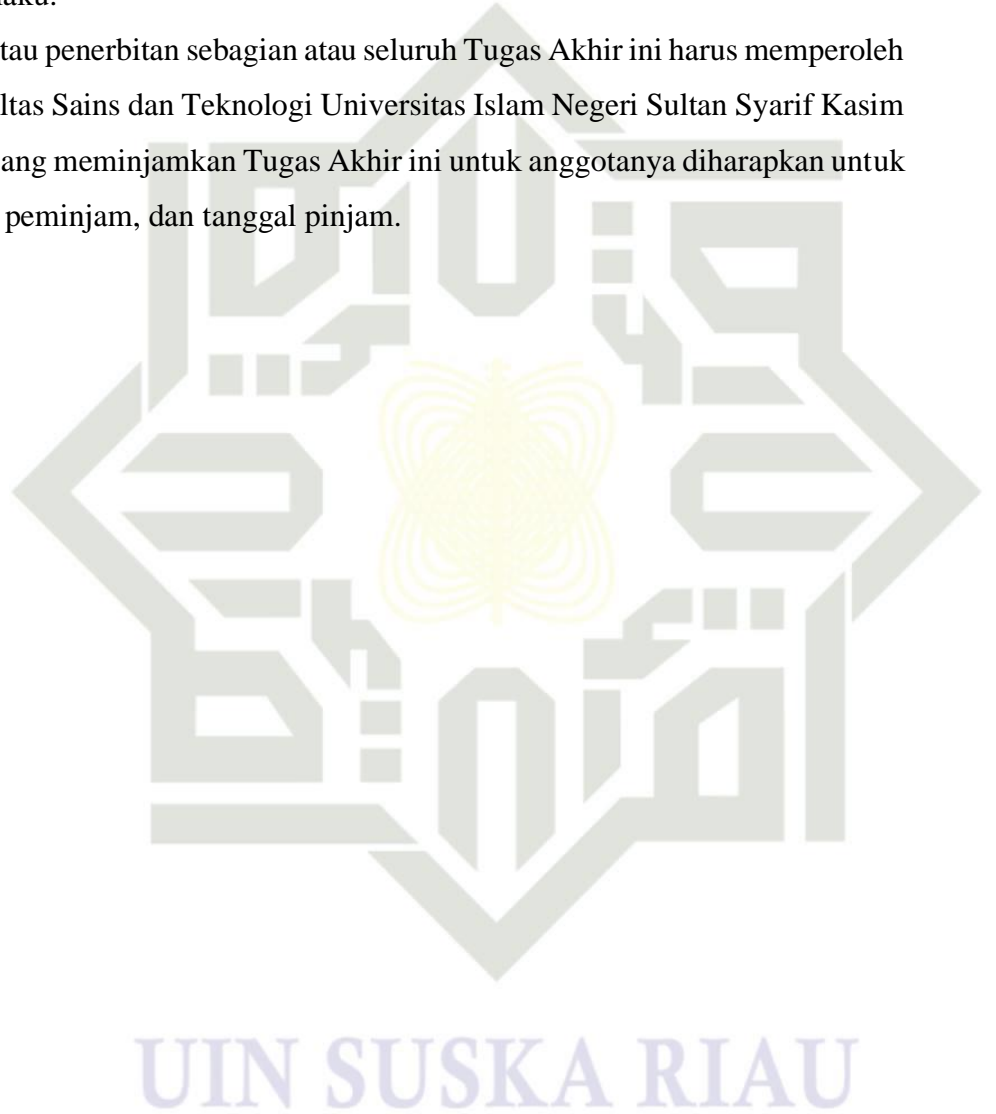 tau penerbitan sebagian atau seluruh Tugas Akhir ini harus memperoleh
ltas Sains dan Teknologi Universitas Islam Negeri Sultan Syarif Kasim
ang meminjamkan Tugas Akhir ini untuk anggotanya diharapkan untuk
peminjam, dan tanggal pinjam.
UIN SUSKA RIAU